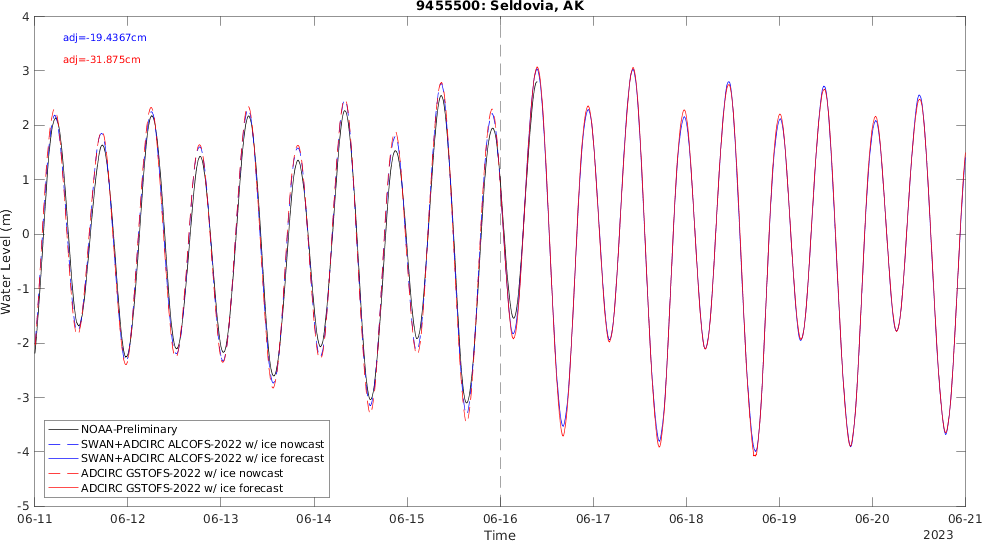 9455500: Seldovia, AK
adj=-19.4367cm
adj=-31.875cm
4
3
2
1
0
-1
-2
-3
-4
-5
Water Level (m)
NOAA-Preliminary
SWAN+ADCIRC ALCOFS-2022 w/ ice nowcast
SWAN+ADCIRC ALCOFS-2022 w/ ice forecast
ADCIRC GSTOFS-2022 w/ ice nowcast
ADCIRC GSTOFS-2022 w/ ice forecast
06-11 06-12 06-13 06-14 06-15 06-16 06-17 06-18 06-19 06-20 06-21
Time
2023